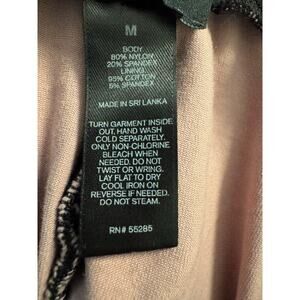 M
BODY
80% NYLON
20% SPANDEX
LINING
95% COTTON
5% SPANDEX
MADE IN SRI LANKA
TURN GARMENT INSIDE
OUT, HAND WASH
COLD SEPARATELY.
ONLY NON-CHLORINE
BLEACH WHEN
NEEDED. DO NOT
TWIST OR WRING.
LAY FLAT TO DRY
COOL IRON ON
REVERSE IF NEEDED.
DO NOT STEAM.
RN# 55285